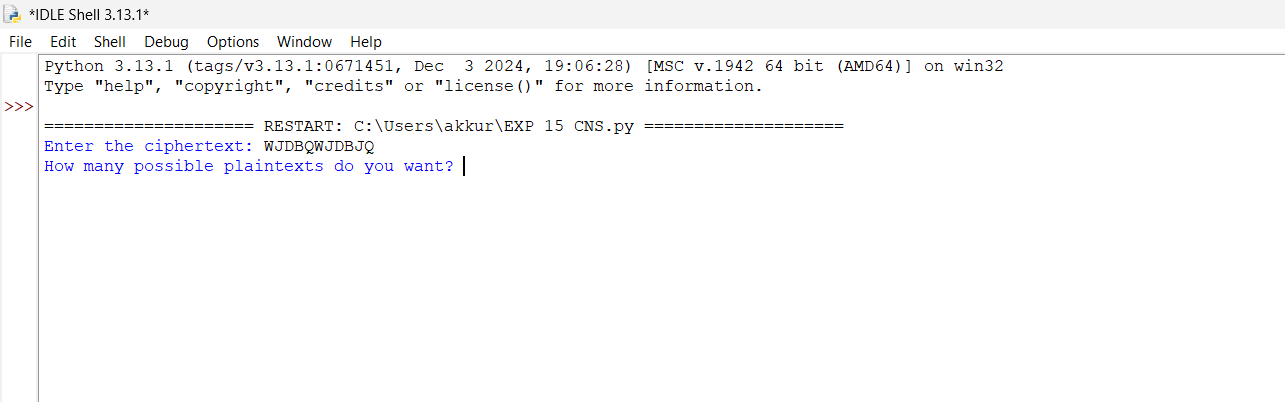 *IDLE Shell 3.13.1*
File Edit Shell Debug Options Window Help
Python 3.13.1 (tags/v3.13.1:0671451, Dec  3 2024, 19:06:28) [MSC v.1942 64 bit (AMD64)] on win32
Type "help", "copyright", "credits" or "license()" for more information.
>>>
===================== RESTART: C:\Users\akkur\EXP 15 CNS.py ====================
Enter the ciphertext: WJDBQWJDBJQ
How many possible plaintexts do you want?